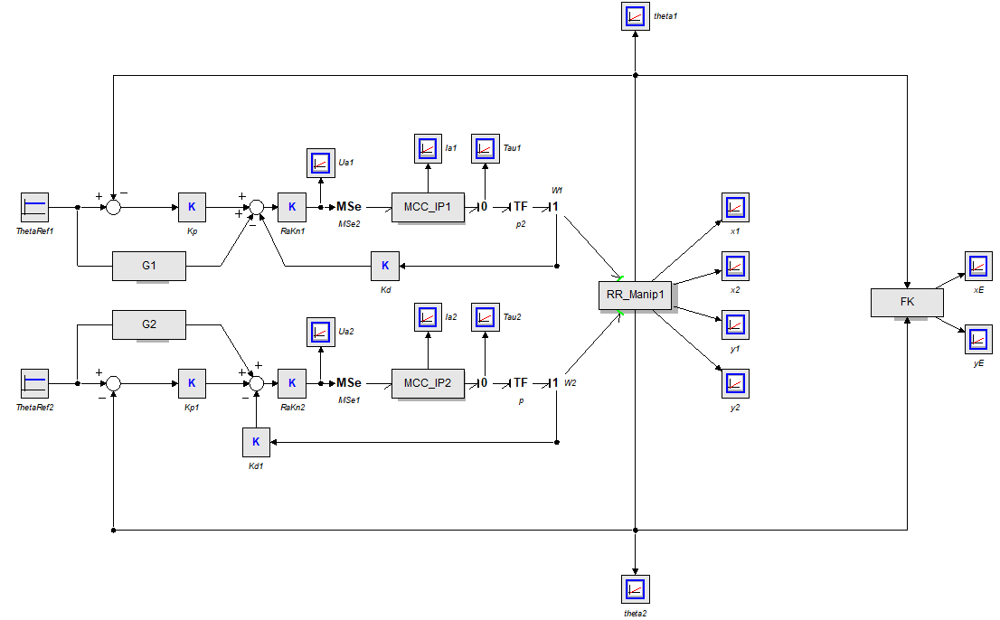 theta1
Ua1
Ia1
Tau1
W1
+
−
K
Kp
+
+
−
K
RaKn1
MSe
MSe2
MCC_IP1
0
TF
p2
1
x1
ThetaRef1
G1
K
Kd
x2
xE
RR_Manip1
FK
G2
Ua2
Ia2
Tau2
y1
yE
+
−
K
Kp1
+
+
−
K
RaKn2
MSe
MSe1
MCC_IP2
0
TF
p
1
W2
y2
ThetaRef2
K
Kd1
theta2